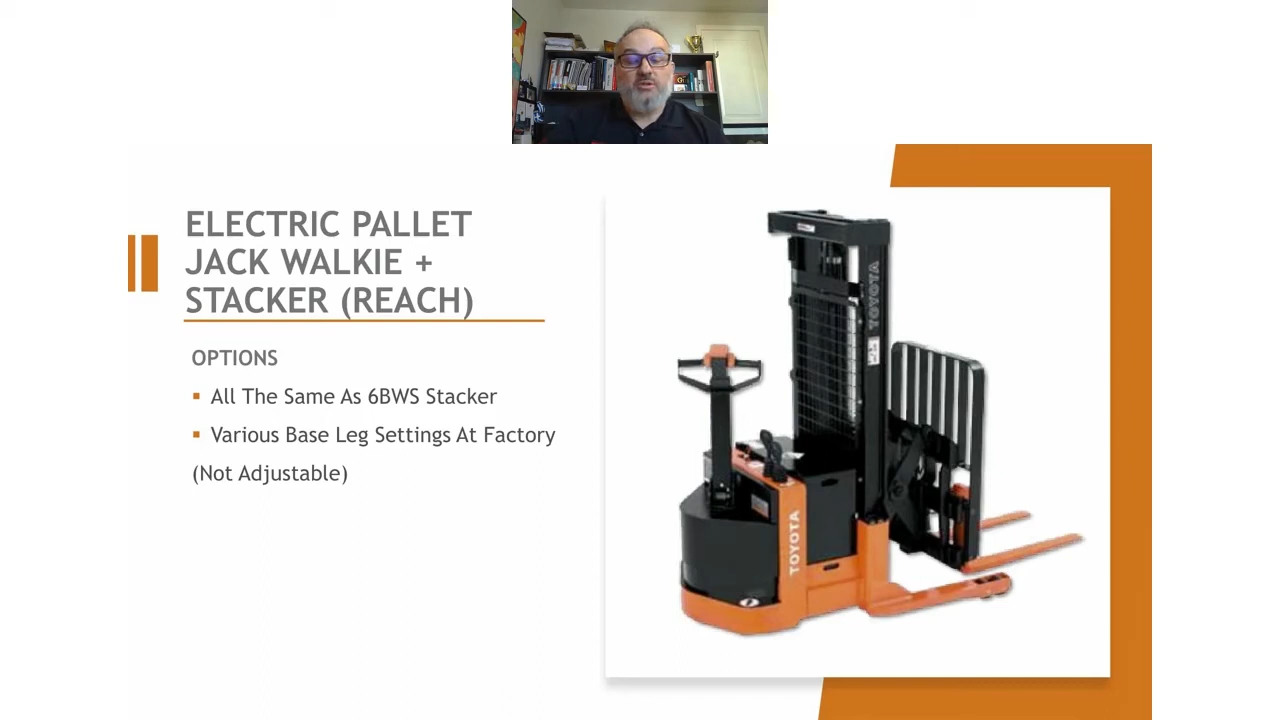 ELECTRIC PALLET
JACK WALKIE +
STACKER (REACH)
OPTIONS
▪ All The Same As 6BWS Stacker
▪ Various Base Leg Settings At Factory
(Not Adjustable)
TOYOTA
TOYOTA